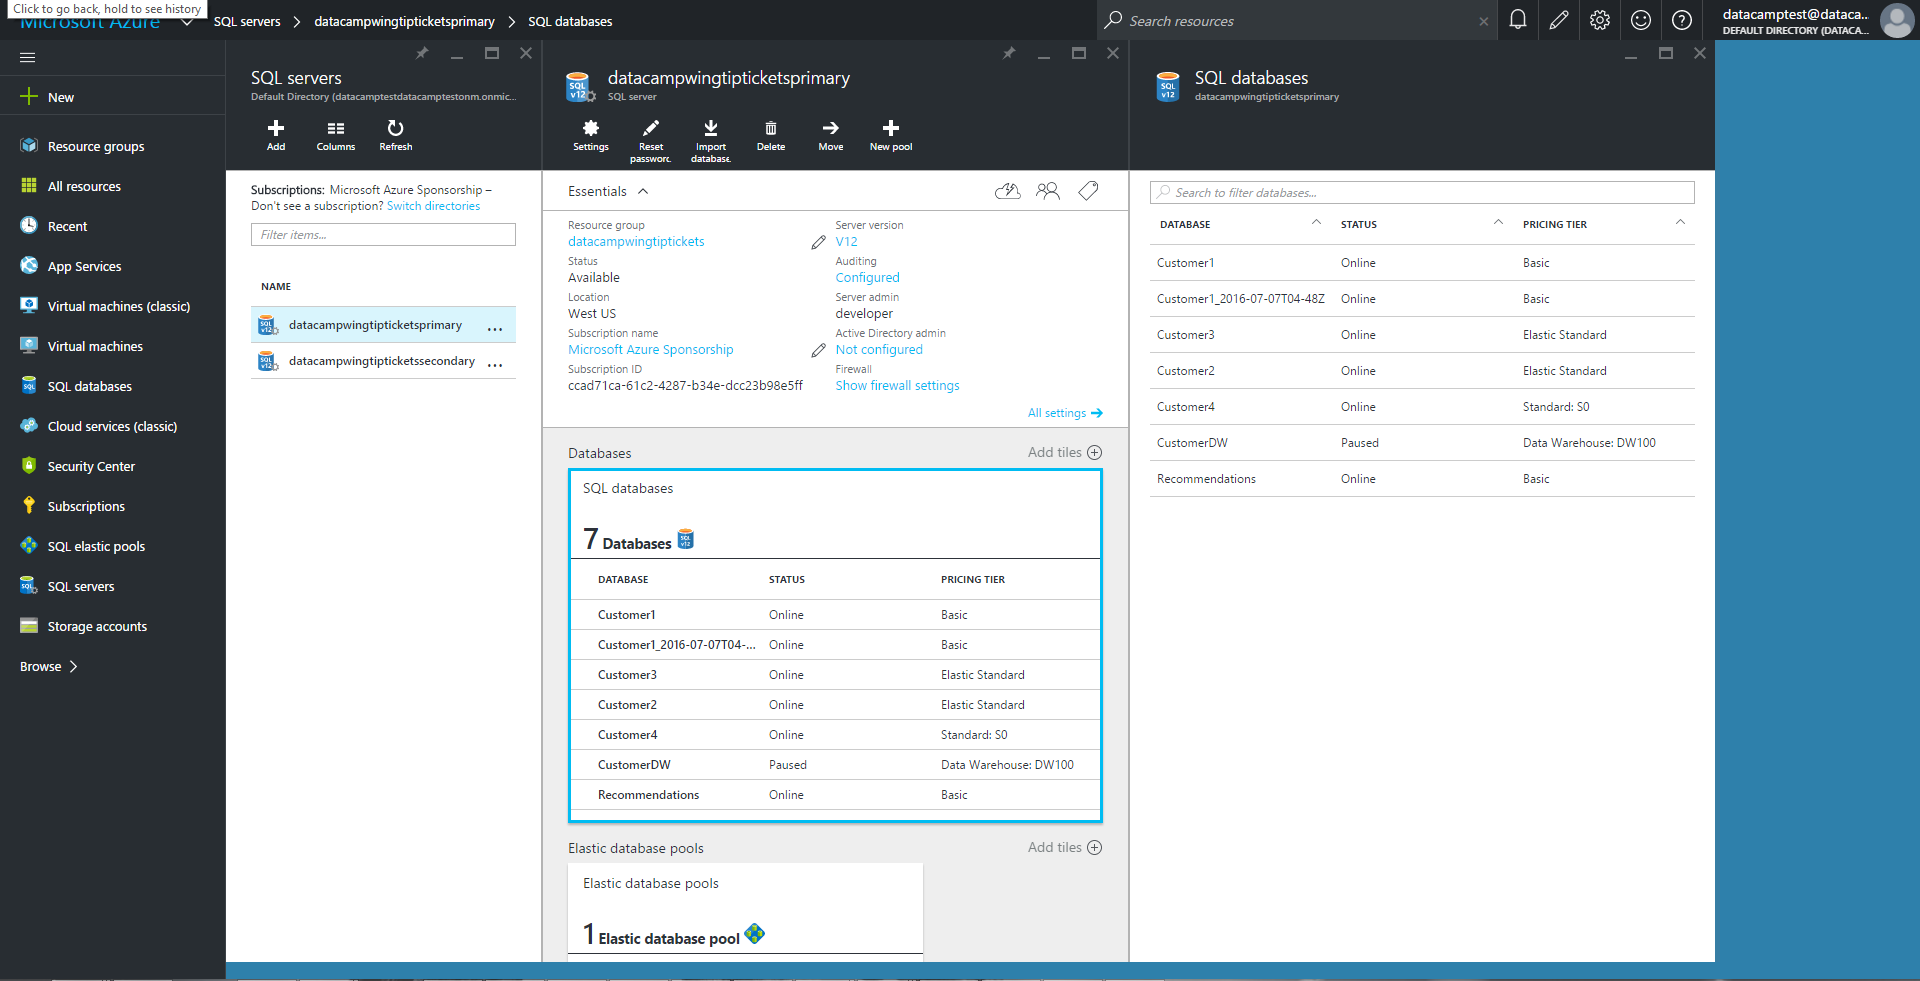 Click to go back, hold to see history
Microsoft Azure
SQL servers
datacampwingtipticketsprimary
SQL databases
Search resources
datacamptest@dataca...
DEFAULT DIRECTORY (DATACA...
New
Resource groups
All resources
Recent
App Services
Virtual machines (classic)
Virtual machines
SQL databases
Cloud services (classic)
Security Center
Subscriptions
SQL elastic pools
SQL servers
Storage accounts
Browse
SQL servers
Default Directory (datacamptestdatacamptestonm.onmic...
Add
Columns
Refresh
Subscriptions: Microsoft Azure Sponsorship –
Don't see a subscription? Switch directories
Filter items...
NAME
datacampwingtipticketsprimary ...
datacampwingtipticketssecondary ...
datacampwingtipticketsprimary
SQL server
Settings
Reset
password
Import
database
Delete
Move
New pool
Essentials
Resource group
datacampwingtiptickets
Status
Available
Location
West US
Subscription name
Microsoft Azure Sponsorship
Subscription ID
ccad71ca-61c2-4287-b34e-dcc23b98e5ff
Server version
V12
Auditing
Configured
Server admin
developer
Active Directory admin
Not configured
Firewall
Show firewall settings
All settings
Databases
Add tiles
SQL databases
7 Databases
DATABASE STATUS PRICING TIER
Customer1 Online Basic
Customer1_2016-07-07T04-... Online Basic
Customer3 Online Elastic Standard
Customer2 Online Elastic Standard
Customer4 Online Standard: S0
CustomerDW Paused Data Warehouse: DW100
Recommendations Online Basic
Elastic database pools
Add tiles
Elastic database pools
1 Elastic database pool
SQL databases
datacampwingtipticketsprimary
Search to filter databases...
DATABASE STATUS PRICING TIER
Customer1 Online Basic
Customer1_2016-07-07T04-48Z Online Basic
Customer3 Online Elastic Standard
Customer2 Online Elastic Standard
Customer4 Online Standard: S0
CustomerDW Paused Data Warehouse: DW100
Recommendations Online Basic